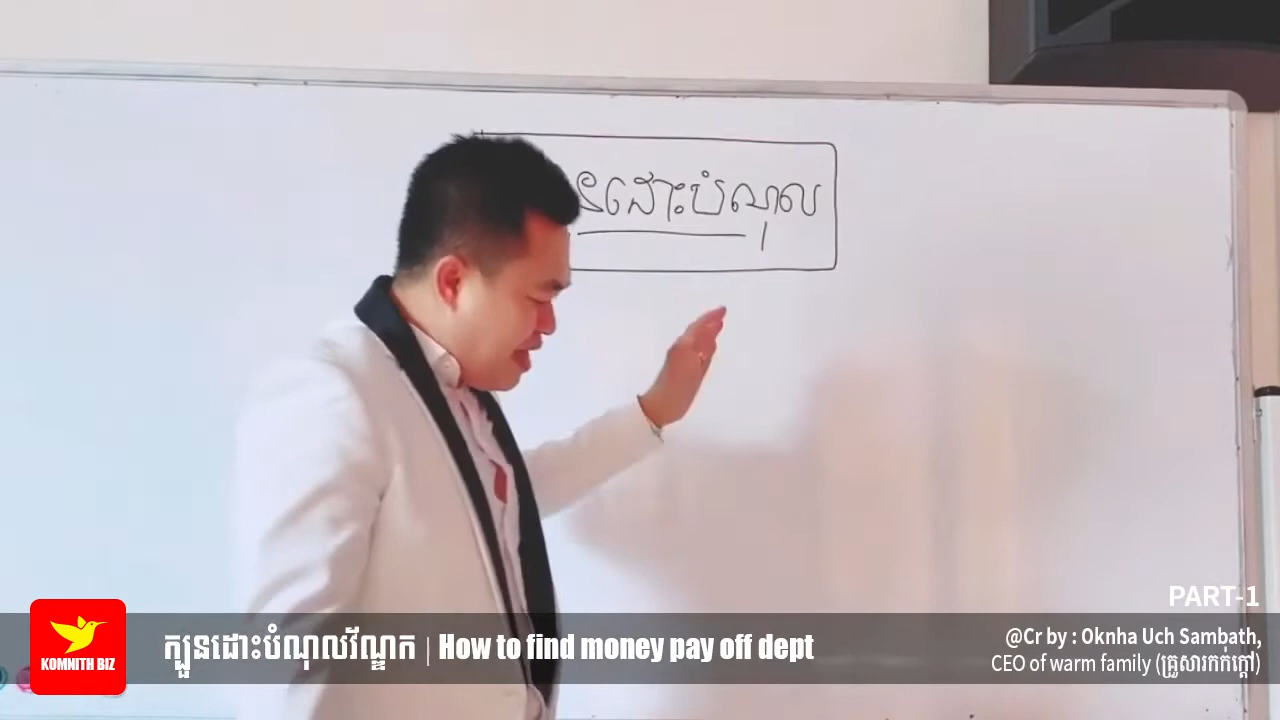 នដោះបំណុល
PART-1
KOMNITH BIZ
ក្បួនដោះបំណុលវ័ណ្ឌក | How to find money pay off dept
@Cr by : Oknha Uch Sambath,
CEO of warm family (គ្រួសារកក់ក្តៅ)